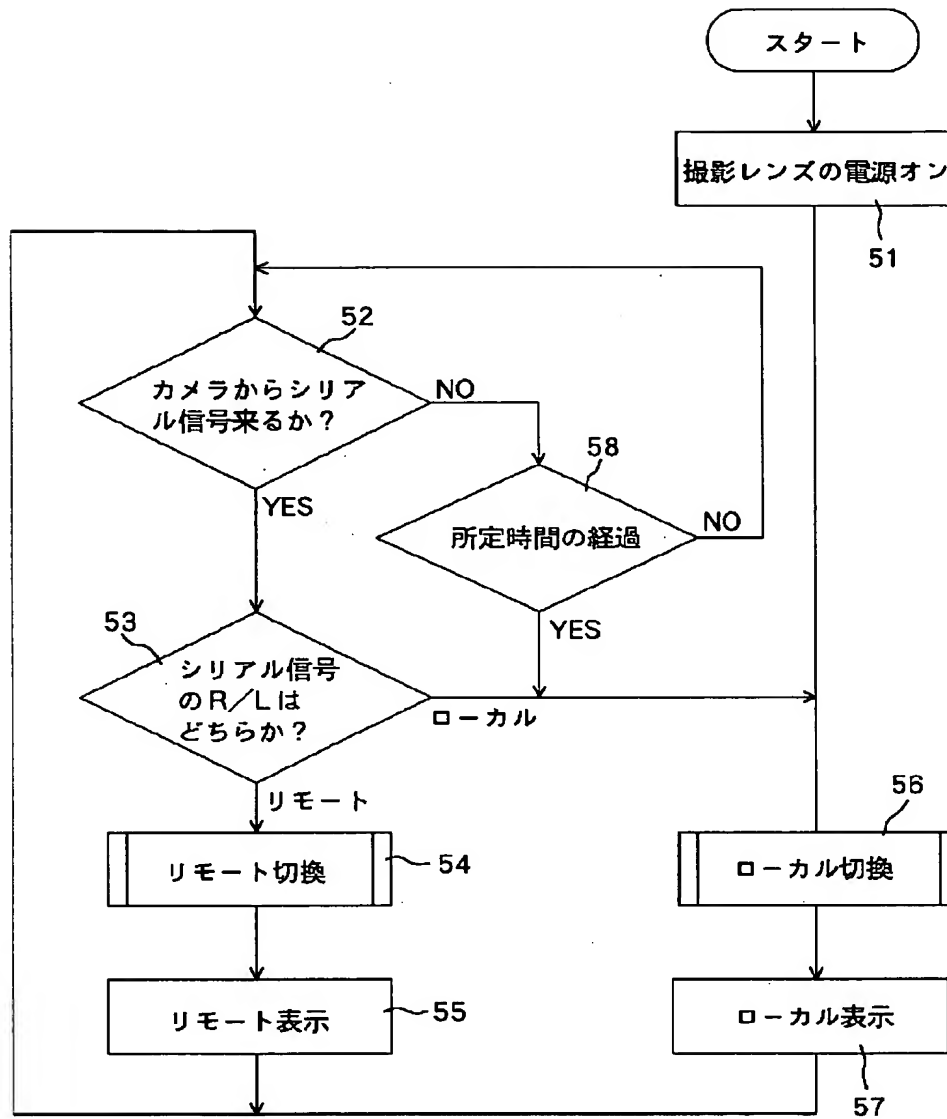 スタート
撮影レンズの電源オン
51
52
カメラからシリア
ル信号来るか？
NO
YES
58
所定時間の経過
NO
YES
53
シリアル信号
のR／Lは
どちらか？
ローカル
リモート
リモート切換
54
56
ローカル切換
リモート表示
55
ローカル表示
57